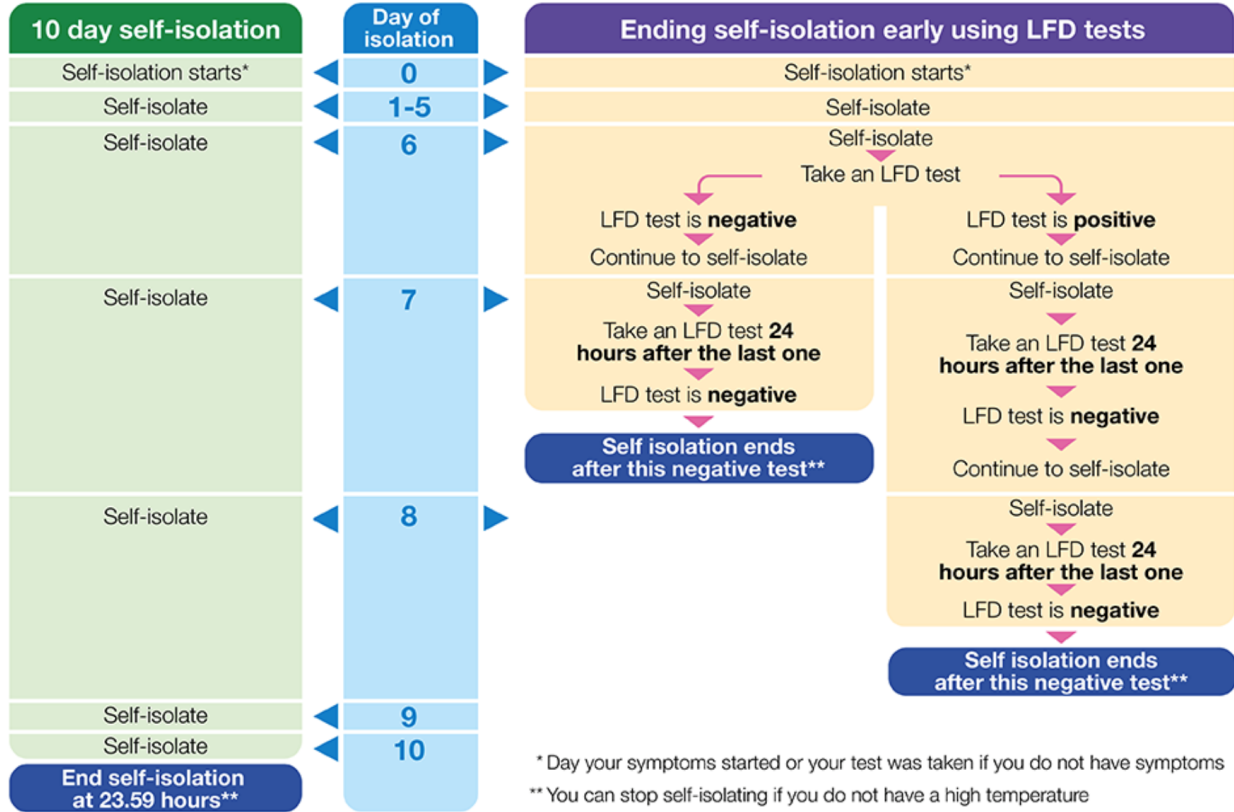 10 day self-isolation
Day of
isolation
Ending self-isolation early using LFD tests
Self-isolation starts*
0
Self-isolation starts*
Self-isolate
1-5
Self-isolate
Self-isolate
6
Self-isolate
Take an LFD test
LFD test is negative
LFD test is positive
Continue to self-isolate
Continue to self-isolate
Self-isolate
7
Self-isolate
Take an LFD test 24
hours after the last one
LFD test is negative
Self isolation ends
after this negative test**
Self-isolate
Take an LFD test 24
hours after the last one
LFD test is negative
Continue to self-isolate
Self-isolate
8
Self-isolate
Take an LFD test 24
hours after the last one
LFD test is negative
Self isolation ends
after this negative test**
Self-isolate
9
Self-isolate
10
End self-isolation
at 23.59 hours**
* Day your symptoms started or your test was taken if you do not have symptoms
** You can stop self-isolating if you do not have a high temperature